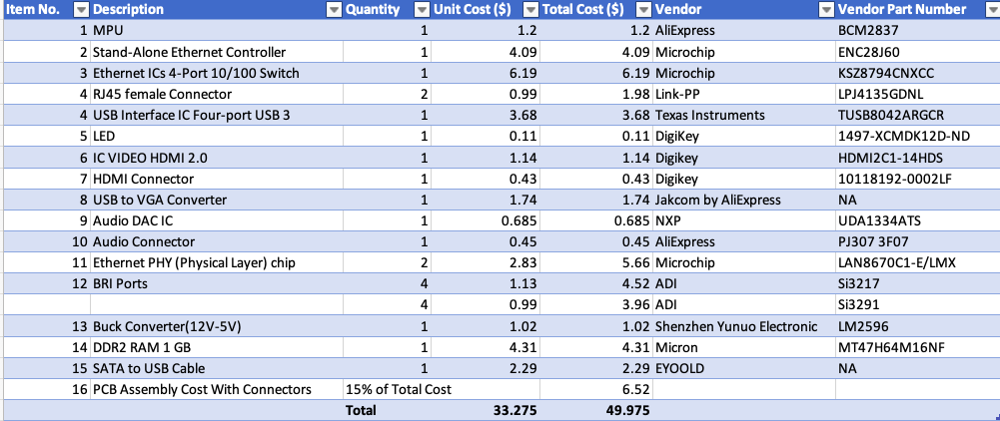 Item No. Description Quantity Unit Cost ($) Total Cost ($) Vendor Vendor Part Number
1 MPU 1 1.2 1.2 AliExpress BCM2837
2 Stand-Alone Ethernet Controller 1 4.09 4.09 Microchip ENC28J60
3 Ethernet ICs 4-Port 10/100 Switch 1 6.19 6.19 Microchip KSZ8794CNXCC
4 RJ45 female Connector 2 0.99 1.98 Link-PP LPJ4135GDNL
4 USB Interface IC Four-port USB 3 1 3.68 3.68 Texas Instruments TUSB8042ARGCR
5 LED 1 0.11 0.11 DigiKey 1497-XCMDK12D-ND
6 IC VIDEO HDMI 2.0 1 1.14 1.14 Digikey HDMI2C1-14HDS
7 HDMI Connector 1 0.43 0.43 Digikey 10118192-0002LF
8 USB to VGA Converter 1 1.74 1.74 Jakcom by AliExpress NA
9 Audio DAC IC 1 0.685 0.685 NXP UDA1334ATS
10 Audio Connector 1 0.45 0.45 AliExpress PJ307 3F07
11 Ethernet PHY (Physical Layer) chip 2 2.83 5.66 Microchip LAN8670C1-E/LMX
12 BRI Ports 4 1.13 4.52 ADI Si3217
4 0.99 3.96 ADI Si3291
13 Buck Converter(12V-5V) 1 1.02 1.02 Shenzhen Yunuo Electronic LM2596
14 DDR2 RAM 1 GB 1 4.31 4.31 Micron MT47H64M16NF
15 SATA to USB Cable 1 2.29 2.29 EYOOLD NA
16 PCB Assembly Cost With Connectors 15% of Total Cost 6.52
Total 33.275 49.975